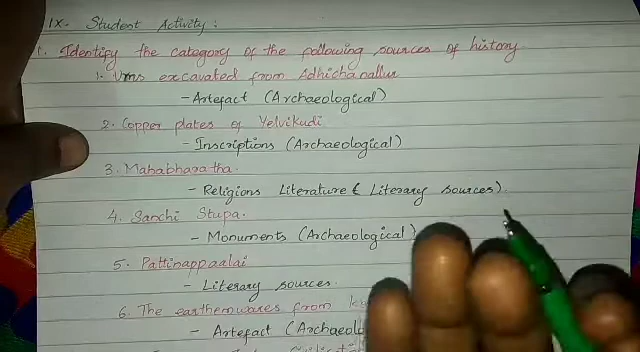 IX. Student Activity:
1. Identify the category of the following sources of history
1. Urns excavated from Adhichanallur
- Artefact (Archaeological)
2. Copper plates of Velvikudi
- Inscriptions (Archaeological)
3. Mahabharatha.
- Religions Literature ( Literary sources).
4. Sanchi Stupa.
- Monuments (Archaeological)
5. Pattinappaalai
- Literary sources.
6. The earthenwares from
- Artefact (Archaeolog